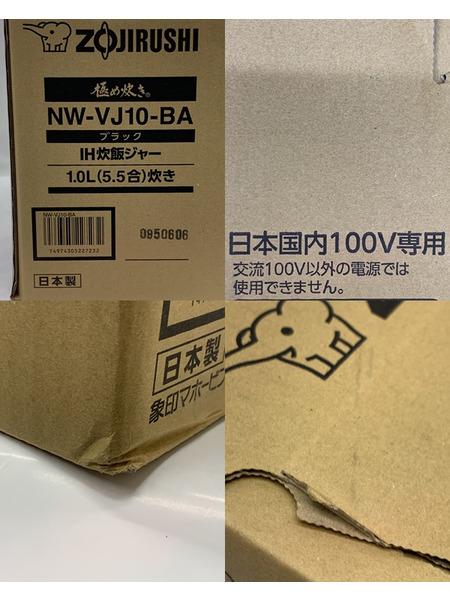 ZOJIRUSHI
極め炊き®
NW-VJ10-BA
ブラック
IH炊飯ジャー
1.0L(5.5合)炊き
NW-VJ10-BA
7497430522723 2
0950606
日本製
日本国内100V専用
交流100V以外の電源では
使用できません。
日本製
象印マホービン